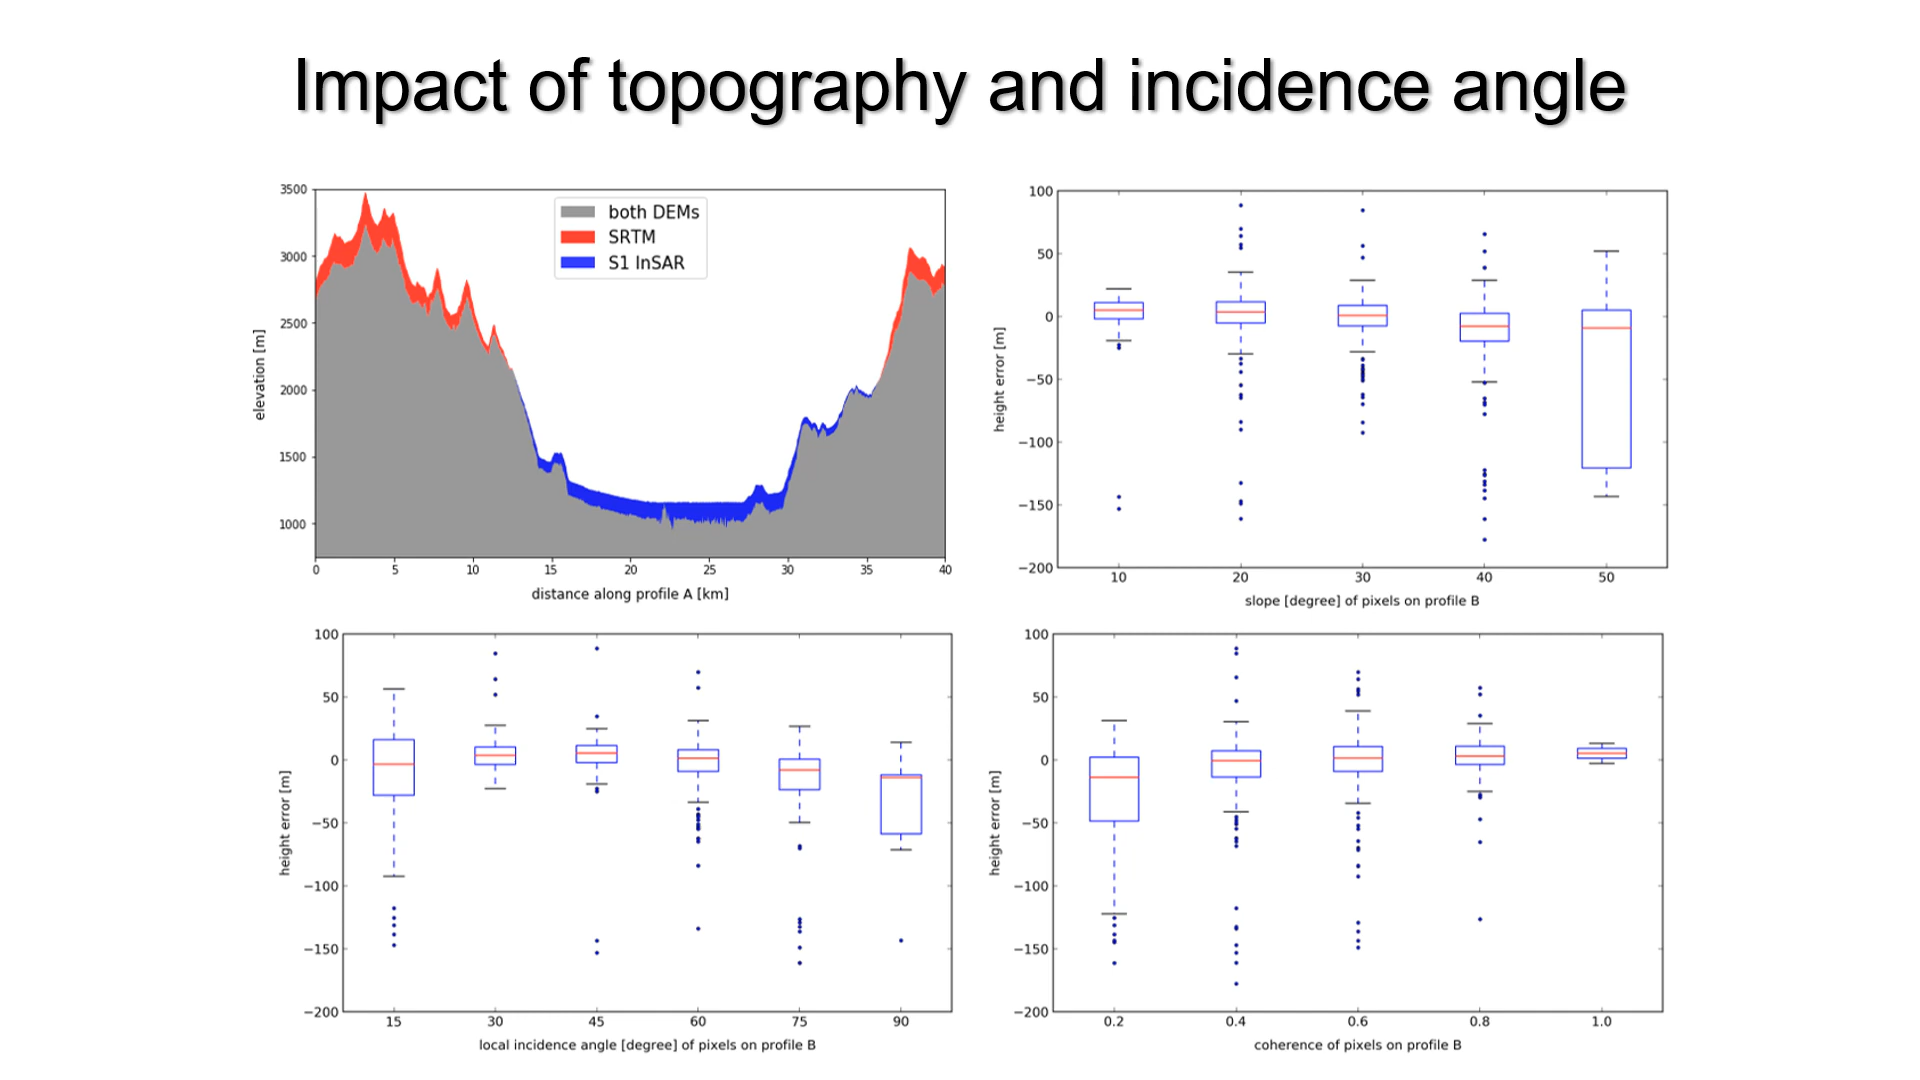 Impact of topography and incidence angle
3500
3000
2500
2000
1500
1000
elevation [m]
both DEMs
SRTM
S1 InSAR
0 5 10 15 20 25 30 35 40
distance along profile A [km]
100
50
0
−50
−100
−150
−200
height error [m]
10 20 30 40 50
slope [degree] of pixels on profile B
100
50
0
−50
−100
−150
−200
height error [m]
15 30 45 60 75 90
local incidence angle [degree] of pixels on profile B
100
50
0
−50
−100
−150
−200
height error [m]
0.2 0.4 0.6 0.8 1.0
coherence of pixels on profile B